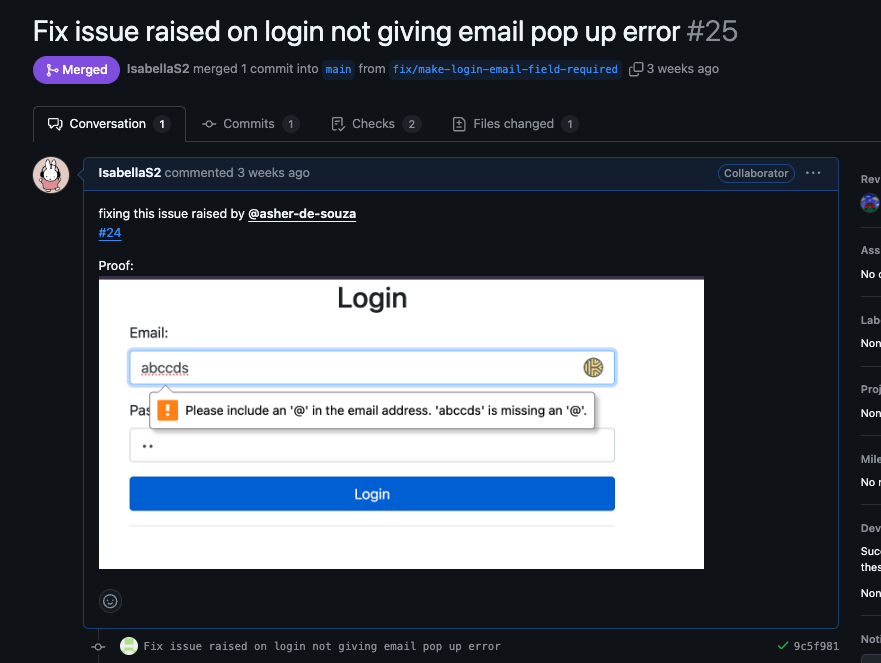 Fix issue raised on login not giving email pop up error #25
Merged IsabellaS2 merged 1 commit into main from fix/make-login-email-field-required 3 weeks ago
Conversation 1 Commits 1 Checks 2 Files changed 1
IsabellaS2 commented 3 weeks ago Collaborator ...
Rev
fixing this issue raised by @asher-de-souza
#24
Ass
Proof:
No
Login
Lab
Email:
Non
abccds
Proj
Please include an '@' in the email address. 'abccds' is missing an '@'.
Non
Mile
No
Login
Dev
Suc
thes
Non
Noti
Fix issue raised on login not giving email pop up error 9c5f981